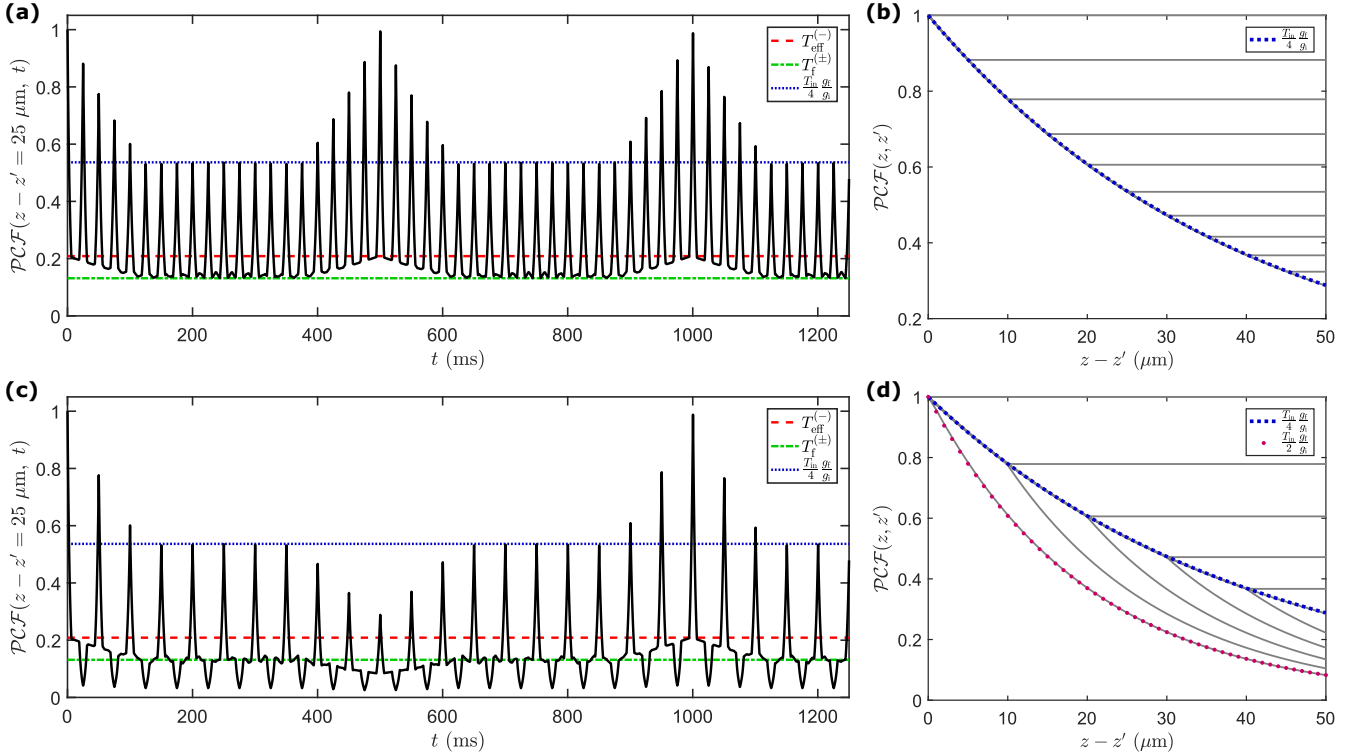 (a)
PCF(z − z′ = 25 μm, t)
1
0.8
0.6
0.4
0.2
0
0 200 400 600 800 1000 1200
t (ms)
T_eff^(−)
T_f^(±)
T_in/4 g_f/g_i
(b)
PCF(z, z′)
1
0.8
0.6
0.4
0.2
0 10 20 30 40 50
z − z′ (μm)
T_in/4 g_f/g_i
(c)
PCF(z − z′ = 25 μm, t)
1
0.8
0.6
0.4
0.2
0
0 200 400 600 800 1000 1200
t (ms)
T_eff^(−)
T_f^(±)
T_in/4 g_f/g_i
(d)
PCF(z, z′)
1
0.8
0.6
0.4
0.2
0
0 10 20 30 40 50
z − z′ (μm)
T_in/4 g_f/g_i
T_in/2 g_f/g_i